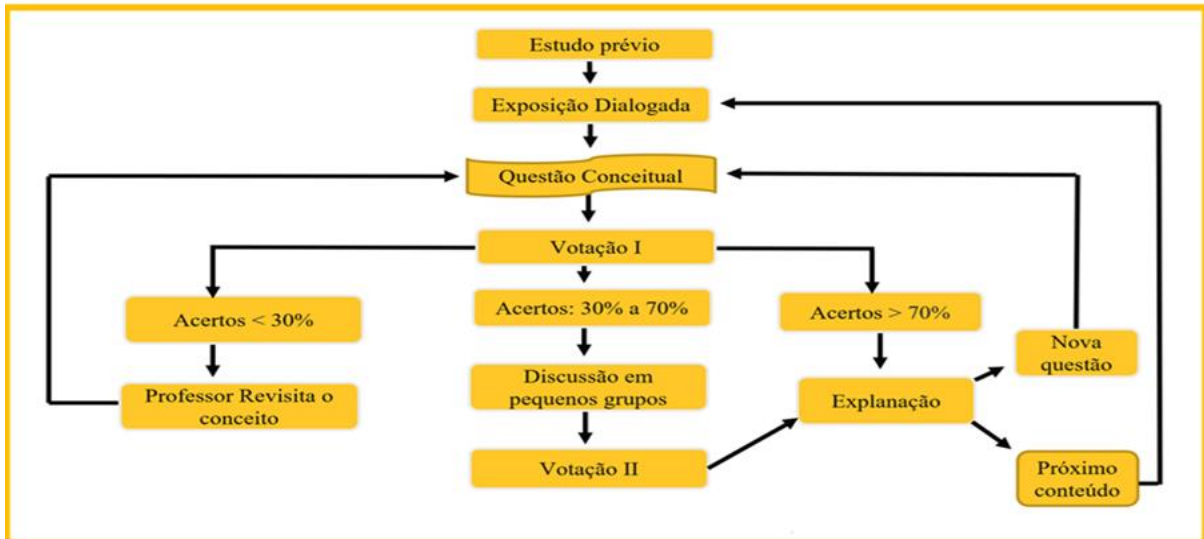 Estudo prévio
Exposição Dialogada
Questão Conceitual
Votação I
Acertos < 30%
Acertos: 30% a 70%
Acertos > 70%
Professor Revisita o
conceito
Discussão em
pequenos grupos
Explanação
Nova
questão
Votação II
Próximo
conteúdo